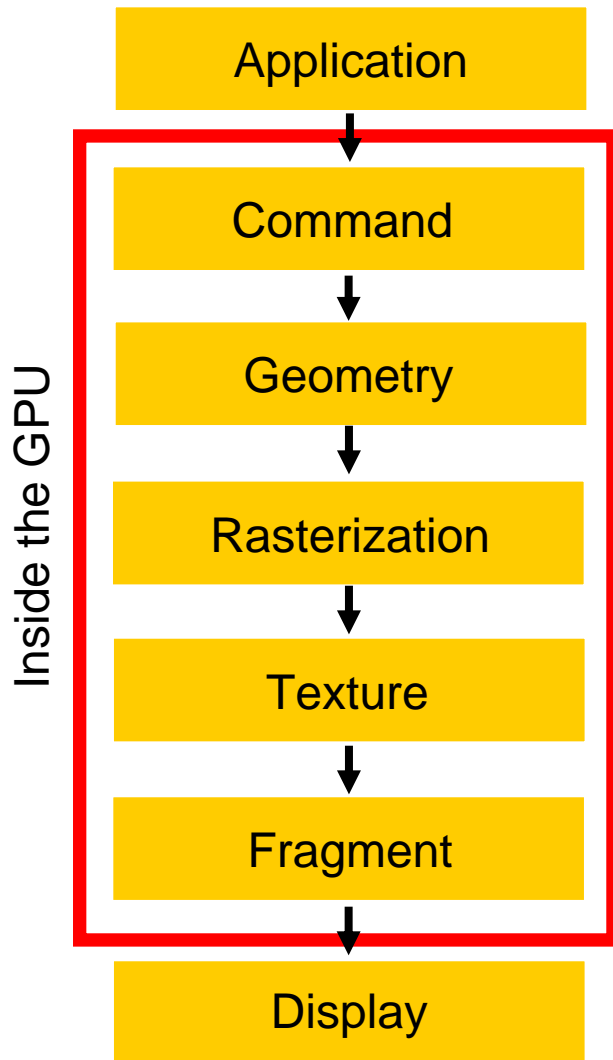 Application
Command
Geometry
Rasterization
Texture
Fragment
Display
Inside the GPU